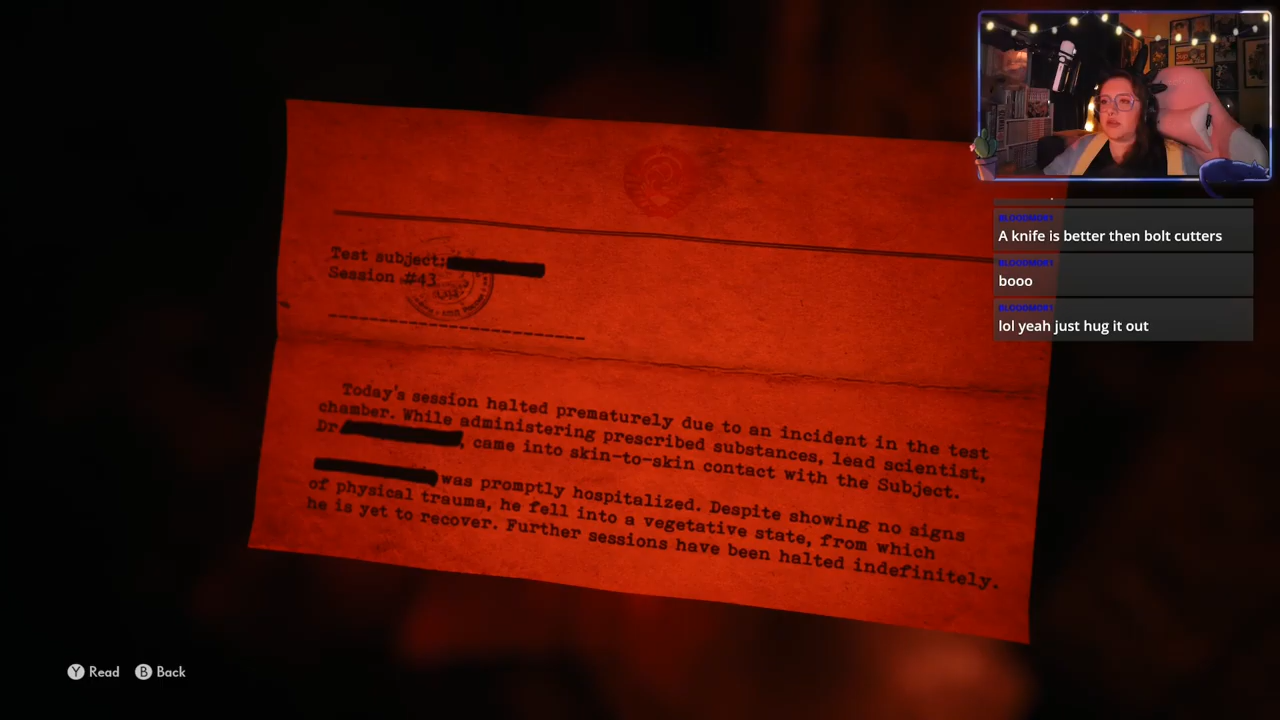 Test subject:
Session #43
Today's session halted prematurely due to an incident in the test
chamber. While administering prescribed substances, lead scientist,
Dr , came into skin-to-skin contact with the Subject.
was promptly hospitalized. Despite showing no signs
of physical trauma, he fell into a vegetative state, from which
he is yet to recover. Further sessions have been halted indefinitely.
BLOODMOR1
A knife is better then bolt cutters
booo
lol yeah just hug it out
Y Read B Back